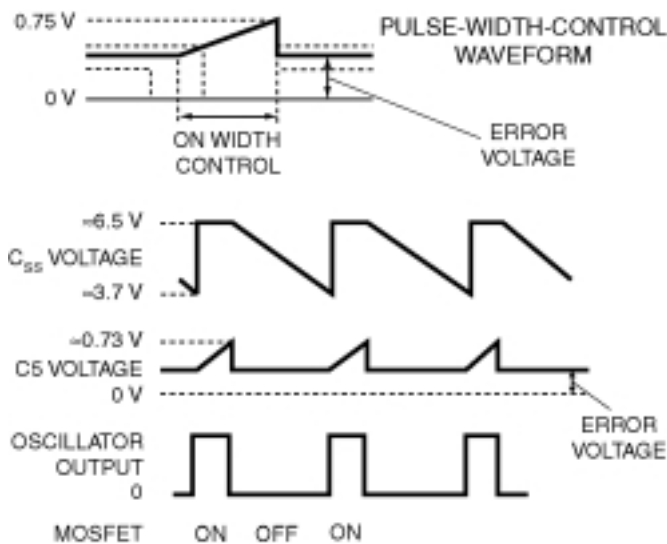 0.75 V
PULSE-WIDTH-CONTROL
WAVEFORM
0 V
ON WIDTH
CONTROL
ERROR
VOLTAGE
≈6.5 V
CSS VOLTAGE
≈3.7 V
≈0.73 V
C5 VOLTAGE
0 V
ERROR
VOLTAGE
OSCILLATOR
OUTPUT
0
MOSFET ON OFF ON